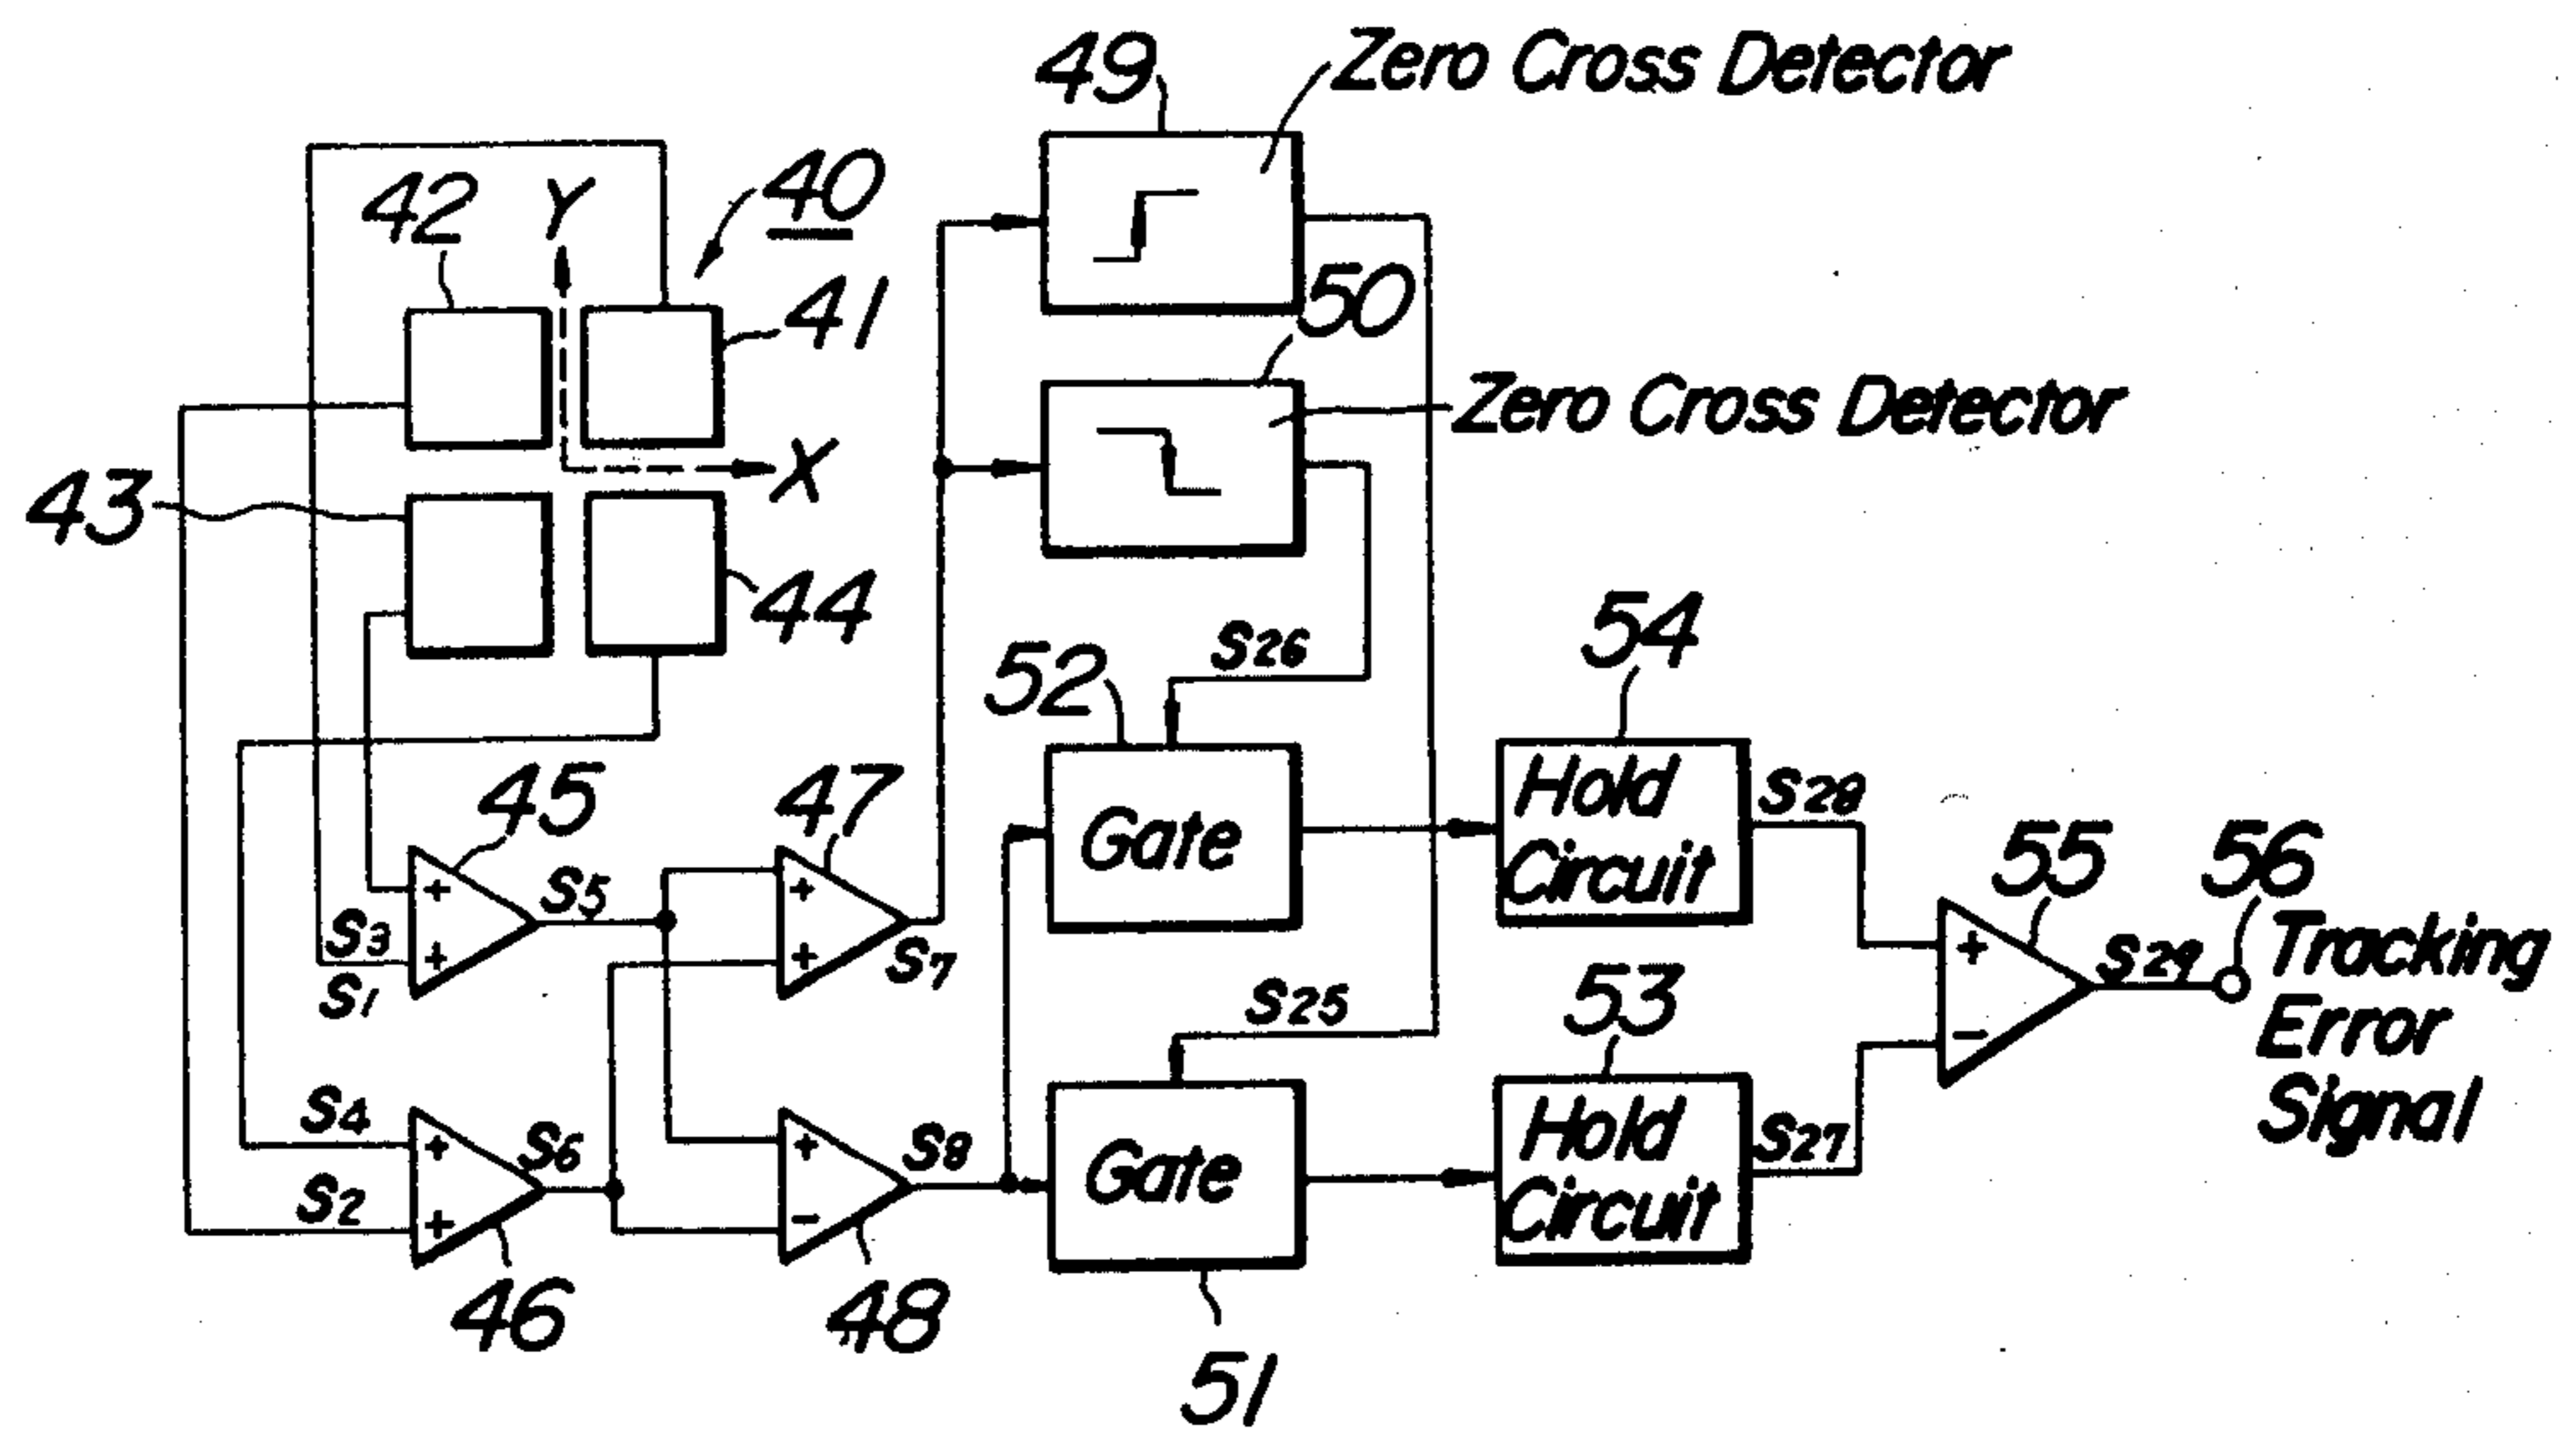 49
Zero Cross Detector
42
Y
40
41
50
Zero Cross Detector
X
43
44
S26
54
52
Hold
Circuit
S28
Gate
45
47
55
56
+
S5
+
S3
+
+
S1
S7
+
S29
Tracking
Error
Signal
53
S25
-
S4
+
S6
+
S8
Gate
Hold
Circuit
S27
S2
+
-
46
48
51